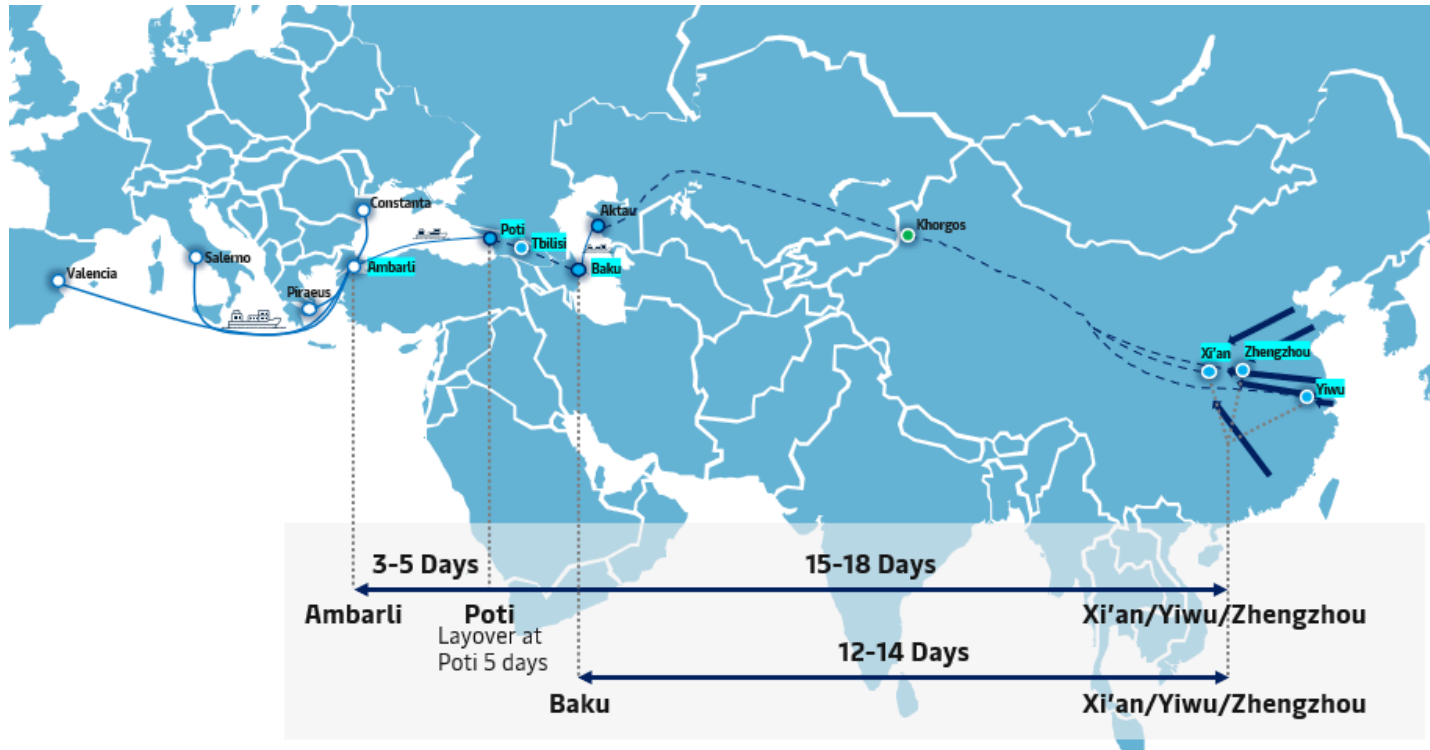 Constanta
Aktau
Khorgos
Poti
Tbilisi
Salerno
Ambarli
Baku
Valencia
Piraeus
Xi'an
Zhengzhou
Yiwu
3-5 Days
15-18 Days
Ambarli
Poti
Xi'an/Yiwu/Zhengzhou
Layover at
Poti 5 days
12-14 Days
Baku
Xi'an/Yiwu/Zhengzhou